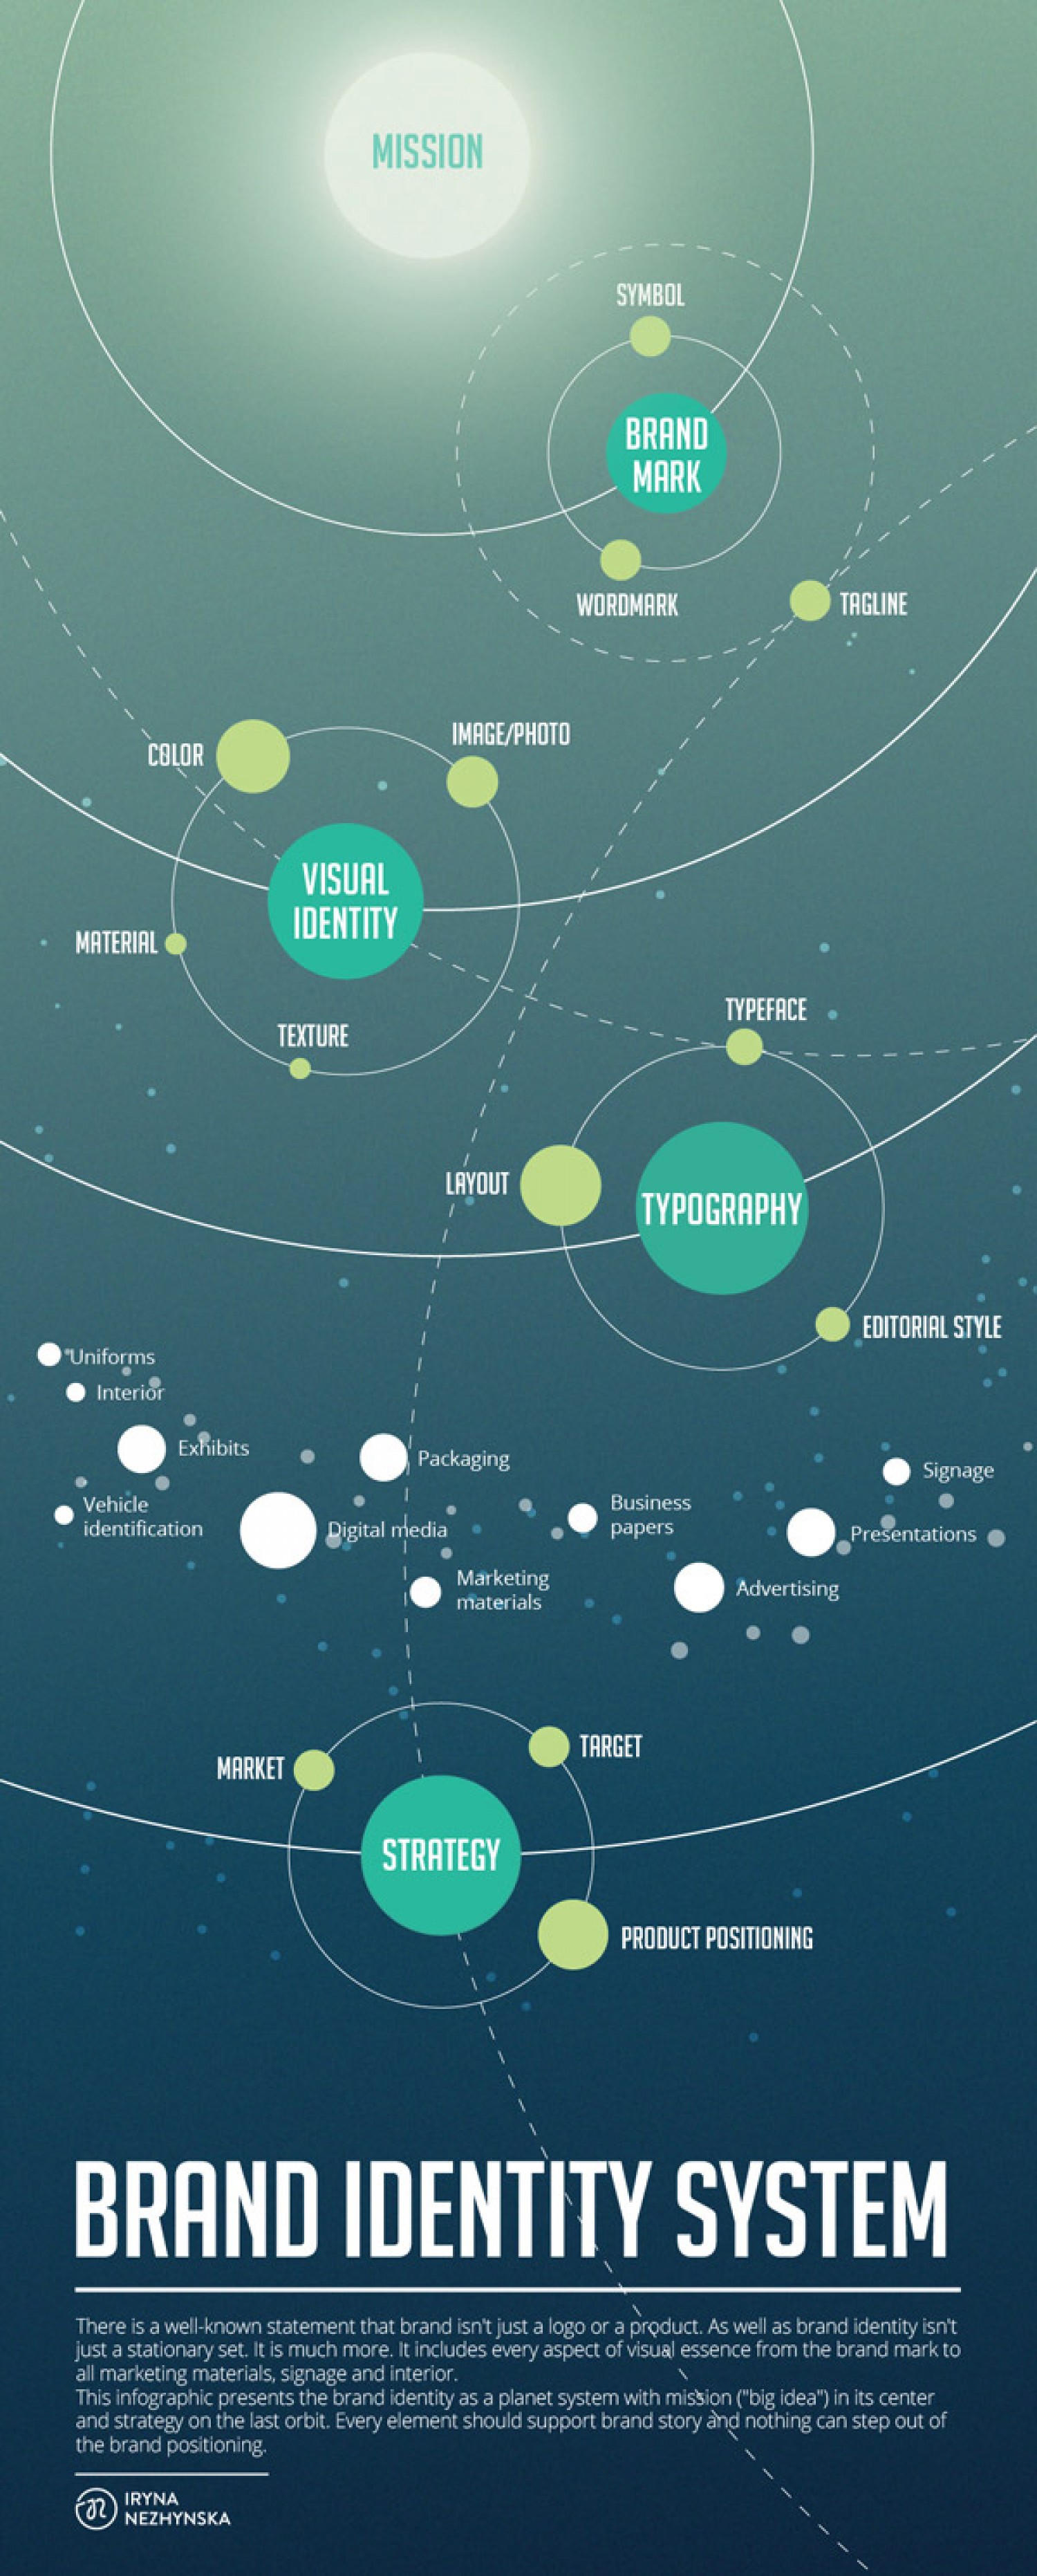 MISSION
SYMBOL
BRAND
MARK
WORDMARK
TAGLINE
COLOR
IMAGE/PHOTO
VISUAL
IDENTITY
MATERIAL
TEXTURE
TYPEFACE
LAYOUT
TYPOGRAPHY
EDITORIAL STYLE
Uniforms
Interior
Exhibits
Packaging
Signage
Vehicle
identification
Digital media
Business
papers
Presentations
Marketing
materials
Advertising
MARKET
TARGET
STRATEGY
PRODUCT POSITIONING
BRAND IDENTITY SYSTEM
There is a well-known statement that brand isn't just a logo or a product. As well as brand identity isn't
just a stationary set. It is much more. It includes every aspect of visual essence from the brand mark to
all marketing materials, signage and interior.
This infographic presents the brand identity as a planet system with mission ("big idea") in its center
and strategy on the last orbit. Every element should support brand story and nothing can step out of
the brand positioning.
IRYNA
NEZHYNSKA